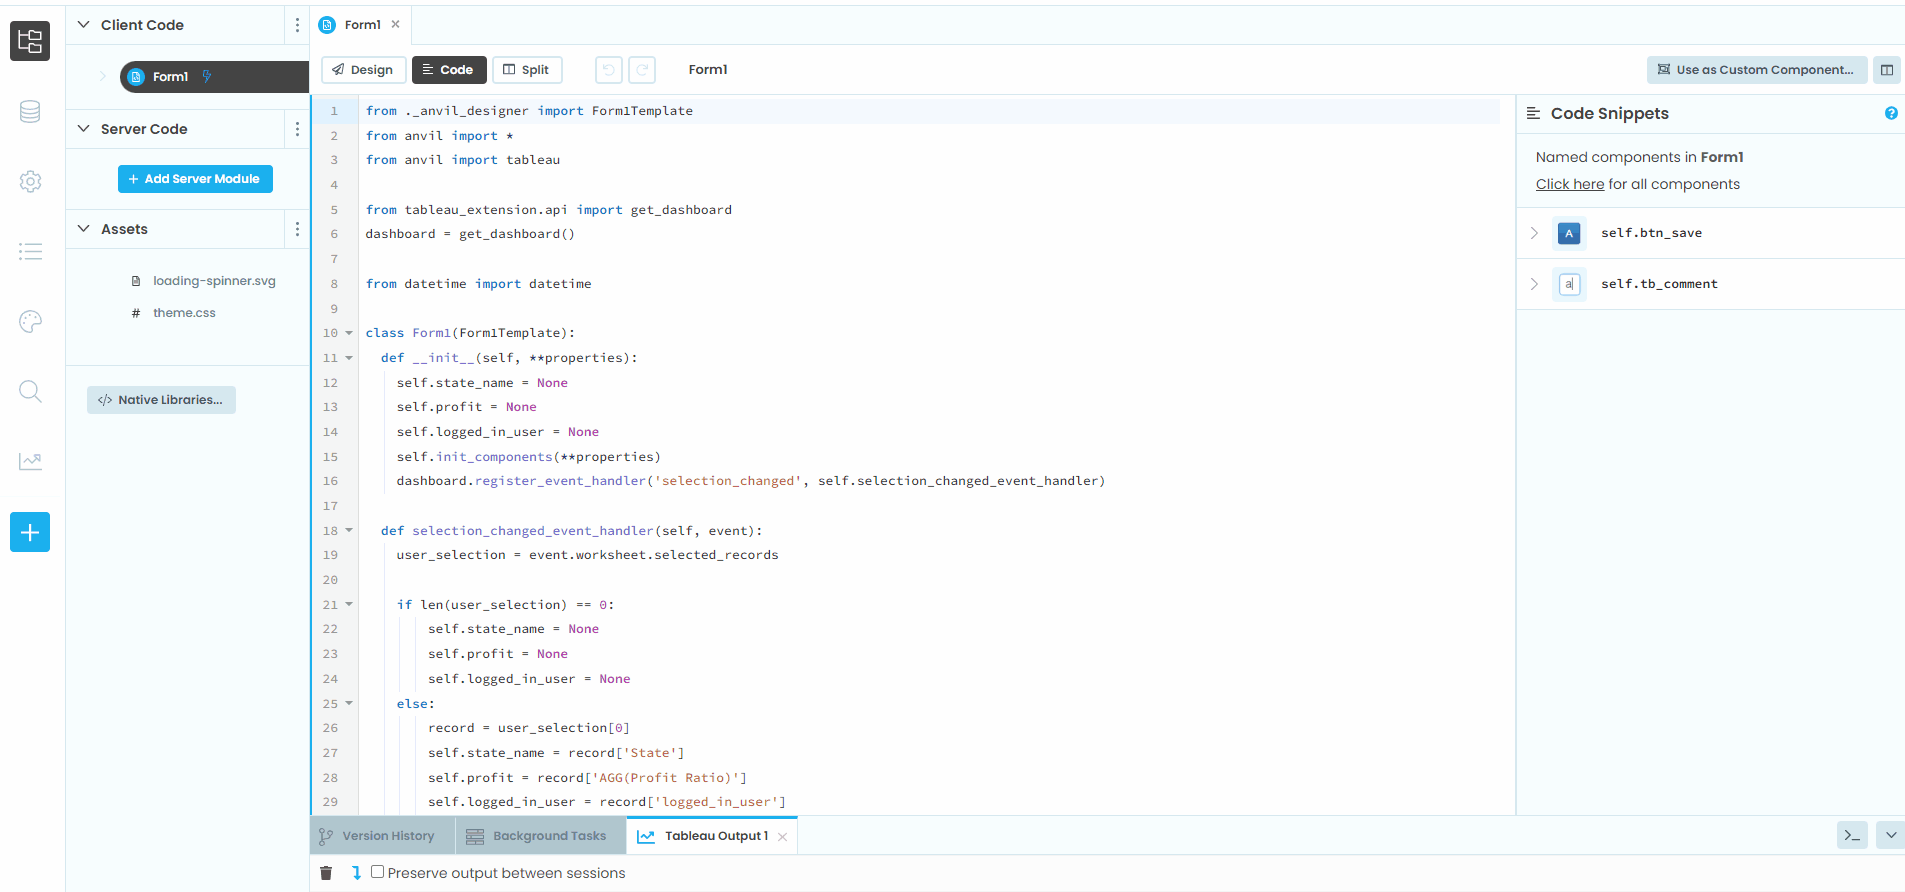 Client Code
Form1
Server Code
+ Add Server Module
Assets
loading-spinner.svg
# theme.css
</> Native Libraries...
Form1 ×
Design
Code
Split
Form1
Use as Custom Component...
1 from ._anvil_designer import Form1Template
2 from anvil import *
3 from anvil import tableau
4
5 from tableau_extension.api import get_dashboard
6 dashboard = get_dashboard()
7
8 from datetime import datetime
9
10 class Form1(Form1Template):
11 def __init__(self, **properties):
12 self.state_name = None
13 self.profit = None
14 self.logged_in_user = None
15 self.init_components(**properties)
16 dashboard.register_event_handler('selection_changed', self.selection_changed_event_handler)
17
18 def selection_changed_event_handler(self, event):
19 user_selection = event.worksheet.selected_records
20
21 if len(user_selection) == 0:
22 self.state_name = None
23 self.profit = None
24 self.logged_in_user = None
25 else:
26 record = user_selection[0]
27 self.state_name = record['State']
28 self.profit = record['AGG(Profit Ratio)']
29 self.logged_in_user = record['logged_in_user']
Code Snippets ?
Named components in Form1
Click here for all components
A self.btn_save
a self.tb_comment
Version History
Background Tasks
Tableau Output 1 ×
>_
Preserve output between sessions